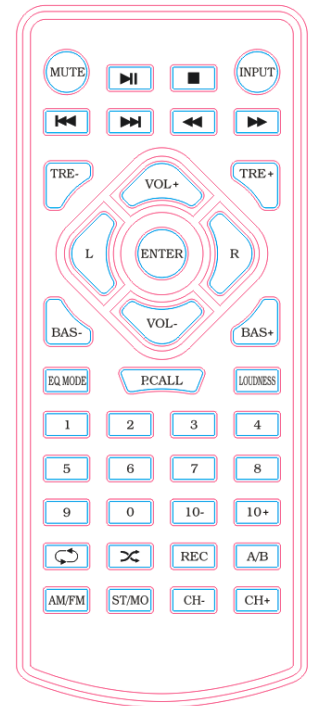 MUTE INPUT
TRE- VOL+ TRE+
L ENTER R
BAS- VOL- BAS+
EQ MODE P.CALL LOUDNESS
1 2 3 4
5 6 7 8
9 0 10- 10+
REC A/B
AM/FM ST/MO CH- CH+